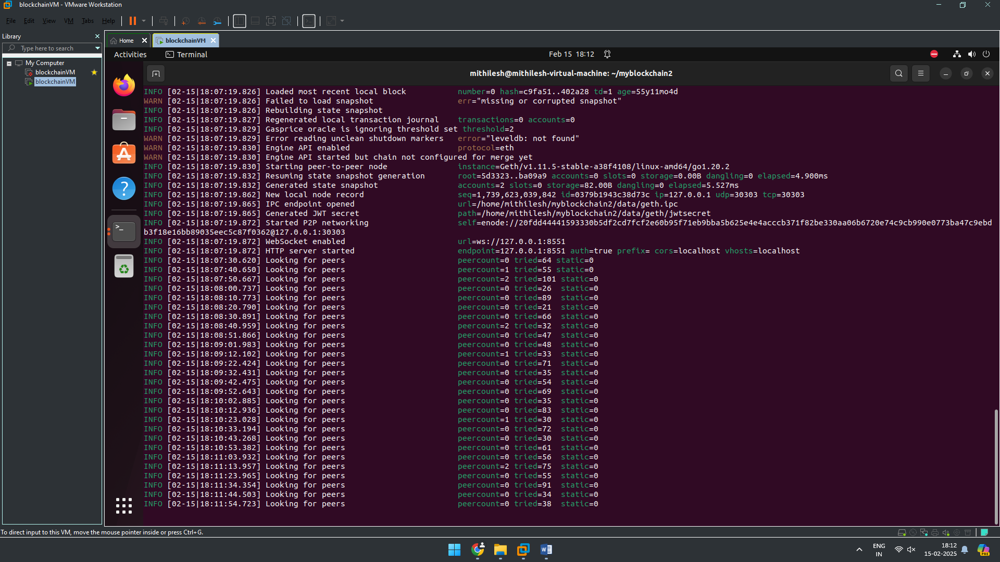 blockchainVM - VMware Workstation
File Edit View VM Tabs Help
Library
Type here to search
My Computer
blockchainVM
blockchainVM
Home
blockchainVM
Activities
Terminal
Feb 15 18:12
mithilesh@mithilesh-virtual-machine: ~/myblockchain2
INFO [02-15|18:07:19.826] Loaded most recent local block number=0 hash=c9fa51..402a28 td=1 age=55y11mo4d
WARN [02-15|18:07:19.826] Failed to load snapshot err="missing or corrupted snapshot"
INFO [02-15|18:07:19.826] Rebuilding state snapshot
INFO [02-15|18:07:19.827] Regenerated local transaction journal transactions=0 accounts=0
INFO [02-15|18:07:19.829] Gasprice oracle is ignoring threshold set threshold=2
WARN [02-15|18:07:19.829] Error reading unclean shutdown markers error="leveldb: not found"
WARN [02-15|18:07:19.830] Engine API enabled protocol=eth
WARN [02-15|18:07:19.830] Engine API started but chain not configured for merge yet
INFO [02-15|18:07:19.830] Starting peer-to-peer node instance=Geth/v1.11.5-stable-a38f4108/linux-amd64/go1.20.2
INFO [02-15|18:07:19.832] Resuming state snapshot generation root=5d3323..ba09a9 accounts=0 slots=0 storage=0.00B dangling=0 elapsed=4.900ms
INFO [02-15|18:07:19.832] Generated state snapshot accounts=2 slots=0 storage=82.00B dangling=0 elapsed=5.527ms
INFO [02-15|18:07:19.862] New local node record seq=1,739,623,039,842 id=0379b1943c38d73c ip=127.0.0.1 udp=30303 tcp=30303
INFO [02-15|18:07:19.865] IPC endpoint opened url=/home/mithilesh/myblockchain2/data/geth.ipc
INFO [02-15|18:07:19.865] Generated JWT secret path=/home/mithilesh/myblockchain2/data/geth/jwtsecret
INFO [02-15|18:07:19.872] Started P2P networking self=enode://20fdd44441593330b5df2cd7fcf2e60b95f71eb9bba5b625e4e4acccb371f82be330aa06b6720e74c9cb990e0773ba47c9ebd
b3f18e16bb89035eec5c87f0362@127.0.0.1:30303
INFO [02-15|18:07:19.872] WebSocket enabled url=ws://127.0.0.1:8551
INFO [02-15|18:07:19.872] HTTP server started endpoint=127.0.0.1:8551 auth=true prefix= cors=localhost vhosts=localhost
INFO [02-15|18:07:30.620] Looking for peers peercount=0 tried=64 static=0
INFO [02-15|18:07:40.650] Looking for peers peercount=1 tried=55 static=0
INFO [02-15|18:07:50.667] Looking for peers peercount=2 tried=101 static=0
INFO [02-15|18:08:00.737] Looking for peers peercount=0 tried=26 static=0
INFO [02-15|18:08:10.773] Looking for peers peercount=0 tried=89 static=0
INFO [02-15|18:08:20.790] Looking for peers peercount=0 tried=21 static=0
INFO [02-15|18:08:30.891] Looking for peers peercount=0 tried=66 static=0
INFO [02-15|18:08:40.959] Looking for peers peercount=2 tried=32 static=0
INFO [02-15|18:08:51.866] Looking for peers peercount=0 tried=47 static=0
INFO [02-15|18:09:01.983] Looking for peers peercount=0 tried=48 static=0
INFO [02-15|18:09:12.102] Looking for peers peercount=1 tried=33 static=0
INFO [02-15|18:09:22.424] Looking for peers peercount=0 tried=71 static=0
INFO [02-15|18:09:32.431] Looking for peers peercount=0 tried=35 static=0
INFO [02-15|18:09:42.475] Looking for peers peercount=0 tried=54 static=0
INFO [02-15|18:09:52.643] Looking for peers peercount=0 tried=69 static=0
INFO [02-15|18:10:02.885] Looking for peers peercount=0 tried=35 static=0
INFO [02-15|18:10:12.936] Looking for peers peercount=0 tried=83 static=0
INFO [02-15|18:10:23.028] Looking for peers peercount=1 tried=30 static=0
INFO [02-15|18:10:33.194] Looking for peers peercount=0 tried=72 static=0
INFO [02-15|18:10:43.268] Looking for peers peercount=0 tried=30 static=0
INFO [02-15|18:10:53.382] Looking for peers peercount=0 tried=61 static=0
INFO [02-15|18:11:03.932] Looking for peers peercount=0 tried=56 static=0
INFO [02-15|18:11:13.957] Looking for peers peercount=2 tried=75 static=0
INFO [02-15|18:11:23.965] Looking for peers peercount=0 tried=55 static=0
INFO [02-15|18:11:34.354] Looking for peers peercount=0 tried=91 static=0
INFO [02-15|18:11:44.503] Looking for peers peercount=0 tried=34 static=0
INFO [02-15|18:11:54.723] Looking for peers peercount=0 tried=38 static=0
To direct input to this VM, move the mouse pointer inside or press Ctrl+G.
ENG
IN
18:12
15-02-2025
PRE